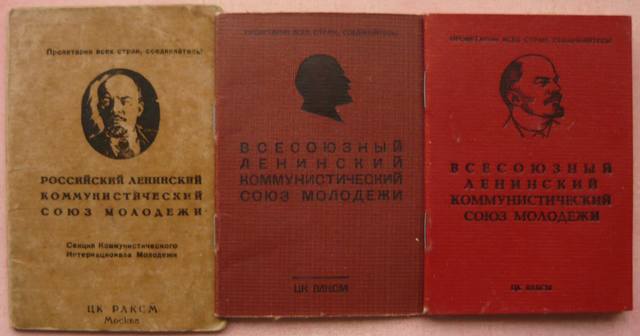 Пролетарии всех стран, соединяйтесь!
РОССИЙСКИЙ ЛЕНИНСКИЙ
КОММУНИСТИЧЕСКИЙ
СОЮЗ МОЛОДЕЖИ
Секция Коммунистического
Интернационала Молодежи
ЦК РЛКСМ
Москва
ПРОЛЕТАРИИ ВСЕХ СТРАН, СОЕДИНЯЙТЕСЬ!
ВСЕСОЮЗНЫЙ
ЛЕНИНСКИЙ
КОММУНИСТИЧЕСКИЙ
СОЮЗ МОЛОДЕЖИ
ЦК ВЛКСМ
ПРОЛЕТАРИИ ВСЕХ СТРАН, СОЕДИНЯЙТЕСЬ!
ВСЕСОЮЗНЫЙ
ЛЕНИНСКИЙ
КОММУНИСТИЧЕСКИЙ
СОЮЗ МОЛОДЕЖИ
ЦК ВЛКСМ